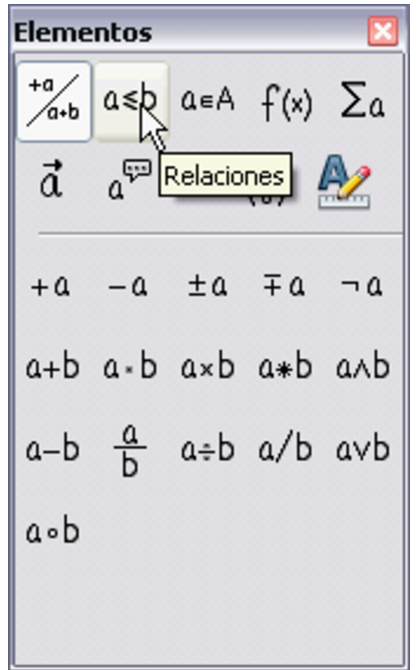 Elementos
+a/a+b a≤b a∈A f(x) Σa
a⃗ a Relaciones
+a −a ±a ∓a ¬a
a+b a·b a×b a∗b a∧b
a−b a/b a÷b a/b a∨b
a∘b